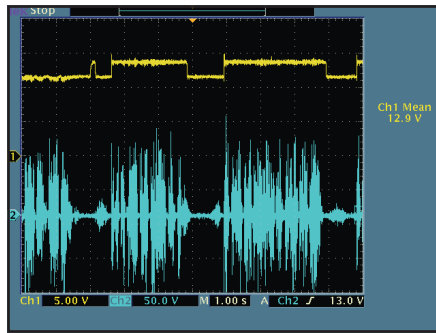 Stop
Ch1 Mean
12.9 V
1
2
Ch1 5.00 V Ch2 50.0 V M 1.00 s A Ch2 13.0 V